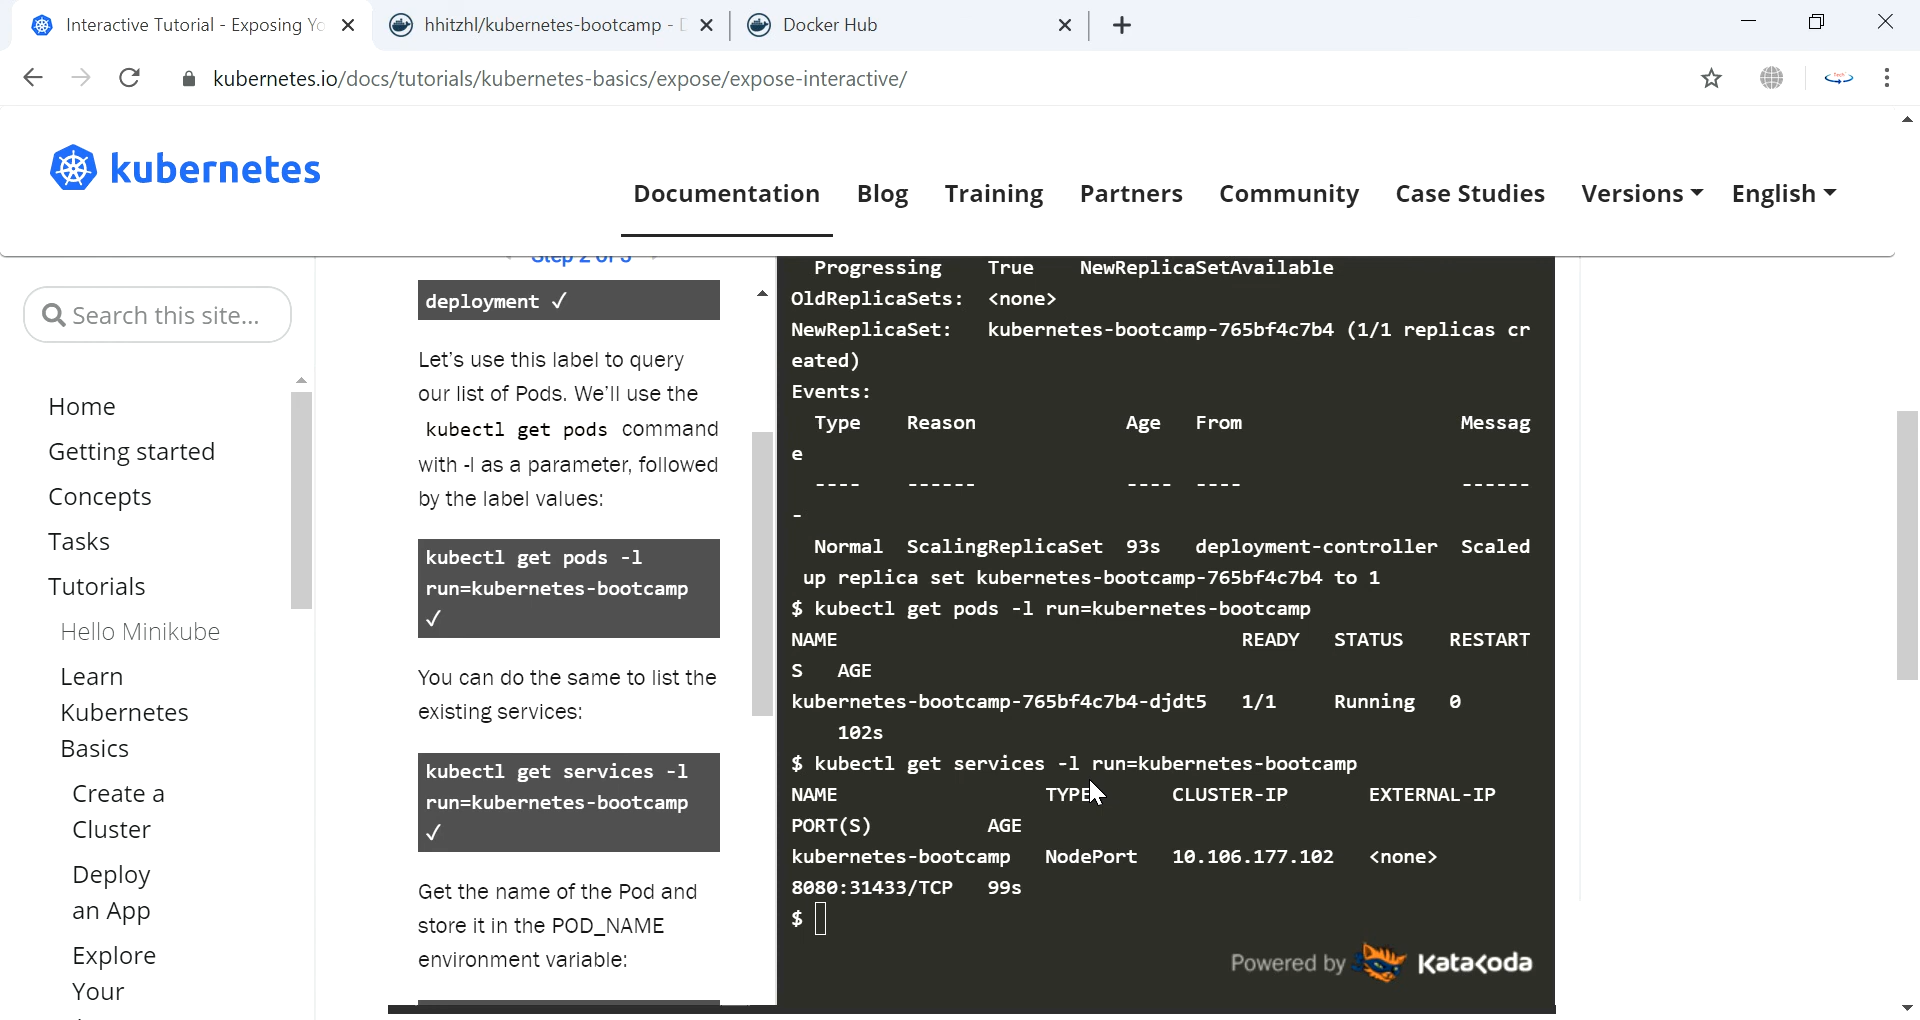 Interactive Tutorial - Exposing Yo
hhitzhl/kubernetes-bootcamp - D
Docker Hub
kubernetes.io/docs/tutorials/kubernetes-basics/expose/expose-interactive/
kubernetes
Documentation Blog Training Partners Community Case Studies Versions English
Search this site...
Home
Getting started
Concepts
Tasks
Tutorials
Hello Minikube
Learn
Kubernetes
Basics
Create a
Cluster
Deploy
an App
Explore
Your
Step 2 of 3
deployment ✓
Let's use this label to query
our list of Pods. We'll use the
kubectl get pods command
with -l as a parameter, followed
by the label values:
kubectl get pods -l
run=kubernetes-bootcamp
✓
You can do the same to list the
existing services:
kubectl get services -l
run=kubernetes-bootcamp
✓
Get the name of the Pod and
store it in the POD_NAME
environment variable:
Progressing True NewReplicaSetAvailable
OldReplicaSets: <none>
NewReplicaSet: kubernetes-bootcamp-765bf4c7b4 (1/1 replicas cr
eated)
Events:
Type Reason Age From Messag
e
---- ------ ---- ---- ------
-
Normal ScalingReplicaSet 93s deployment-controller Scaled
up replica set kubernetes-bootcamp-765bf4c7b4 to 1
$ kubectl get pods -l run=kubernetes-bootcamp
NAME READY STATUS RESTART
S AGE
kubernetes-bootcamp-765bf4c7b4-djdt5 1/1 Running 0
102s
$ kubectl get services -l run=kubernetes-bootcamp
NAME TYPE CLUSTER-IP EXTERNAL-IP
PORT(S) AGE
kubernetes-bootcamp NodePort 10.106.177.102 <none>
8080:31433/TCP 99s
$
Powered by Katacoda